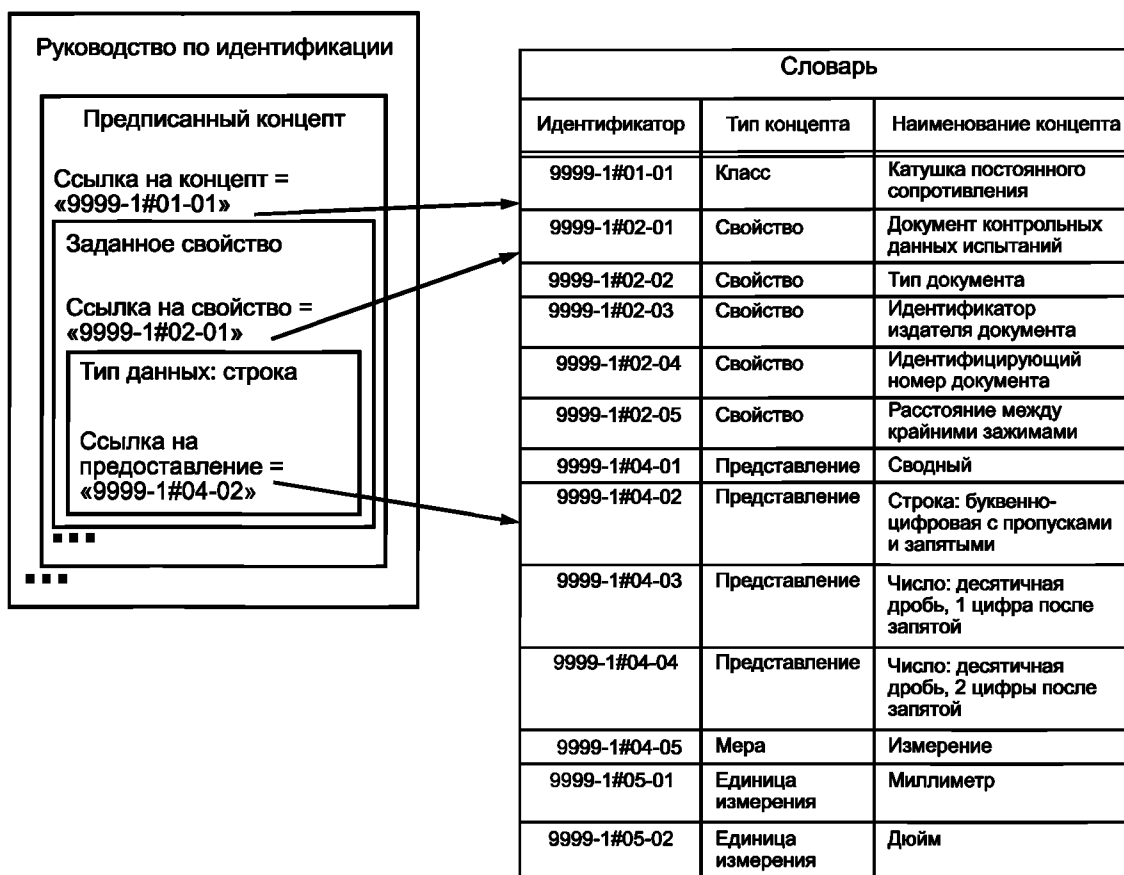 Руководство по идентификации
Предписанный концепт
Ссылка на концепт =
«9999-1#01-01»
Заданное свойство
Ссылка на свойство =
«9999-1#02-01»
Тип данных: строка
Ссылка на
предоставление =
«9999-1#04-02»
Словарь
Идентификатор Тип концепта Наименование концепта
9999-1#01-01 Класс Катушка постоянного
сопротивления
9999-1#02-01 Свойство Документ контрольных
данных испытаний
9999-1#02-02 Свойство Тип документа
9999-1#02-03 Свойство Идентификатор
издателя документа
9999-1#02-04 Свойство Идентифицирующий
номер документа
9999-1#02-05 Свойство Расстояние между
крайними зажимами
9999-1#04-01 Представление Сводный
9999-1#04-02 Представление Строка: буквенно-
цифровая с пропусками
и запятыми
9999-1#04-03 Представление Число: десятичная
дробь, 1 цифра после
запятой
9999-1#04-04 Представление Число: десятичная
дробь, 2 цифры после
запятой
9999-1#04-05 Мера Измерение
9999-1#05-01 Единица Миллиметр
измерения
9999-1#05-02 Единица Дюйм
измерения